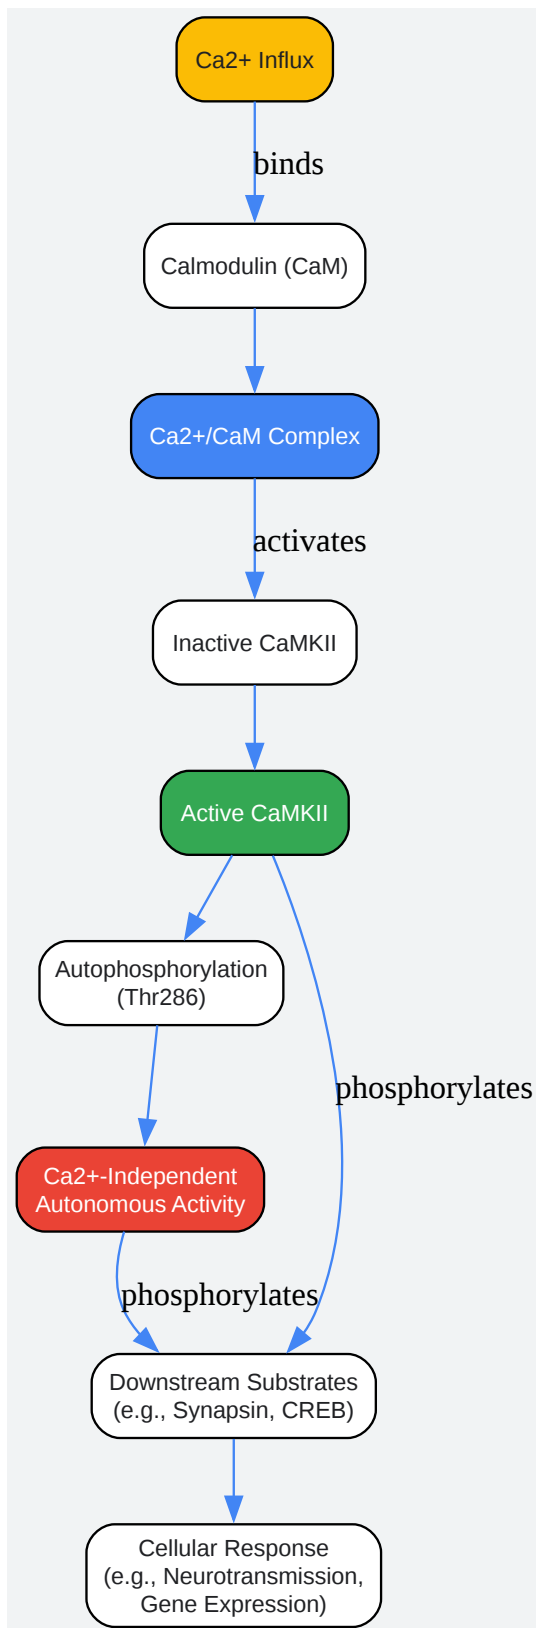 Ca2+ Influx
binds
Calmodulin (CaM)
Ca2+/CaM Complex
activates
Inactive CaMKII
Active CaMKII
Autophosphorylation
(Thr286)
phosphorylates
Ca2+-Independent
Autonomous Activity
phosphorylates
Downstream Substrates
(e.g., Synapsin, CREB)
Cellular Response
(e.g., Neurotransmission,
Gene Expression)